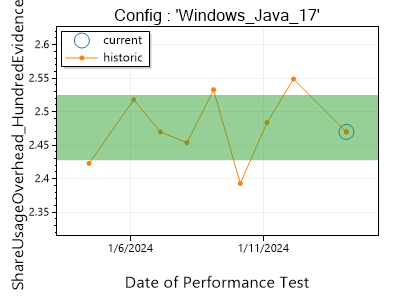 Config : 'Windows_Java_17'
current
historic
ShareUsageOverhead_HundredEvidence
2.6
2.55
2.5
2.45
2.4
2.35
1/6/2024
1/11/2024
Date of Performance Test